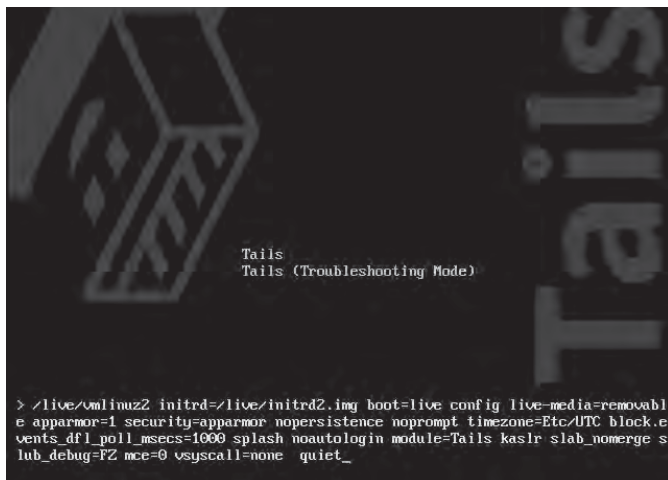 Tails
Tails
Tails (Troubleshooting Mode)
> /live/vmlinuz2 initrd=/live/initrd2.img boot=live config live-media=removabl
e apparmor=1 security=apparmor nopersistence noprompt timezone=Etc/UTC block.e
vents_dfl_poll_msecs=1000 splash noautologin module=Tails kaslr slab_nomerge s
lub_debug=FZ mce=0 vsyscall=none  quiet_